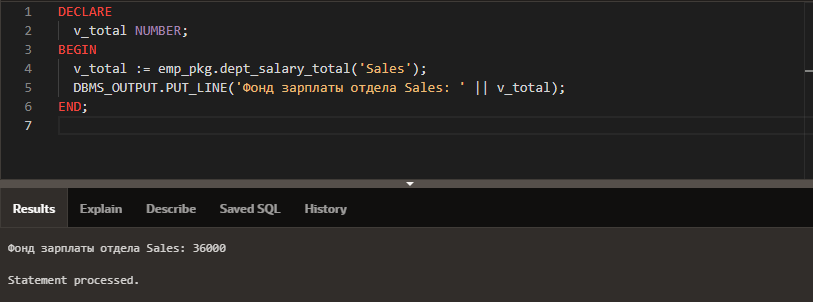 1 DECLARE
2   v_total NUMBER;
3 BEGIN
4   v_total := emp_pkg.dept_salary_total('Sales');
5   DBMS_OUTPUT.PUT_LINE('Фонд зарплаты отдела Sales: ' || v_total);
6 END;
7
Results Explain Describe Saved SQL History
Фонд зарплаты отдела Sales: 36000
Statement processed.